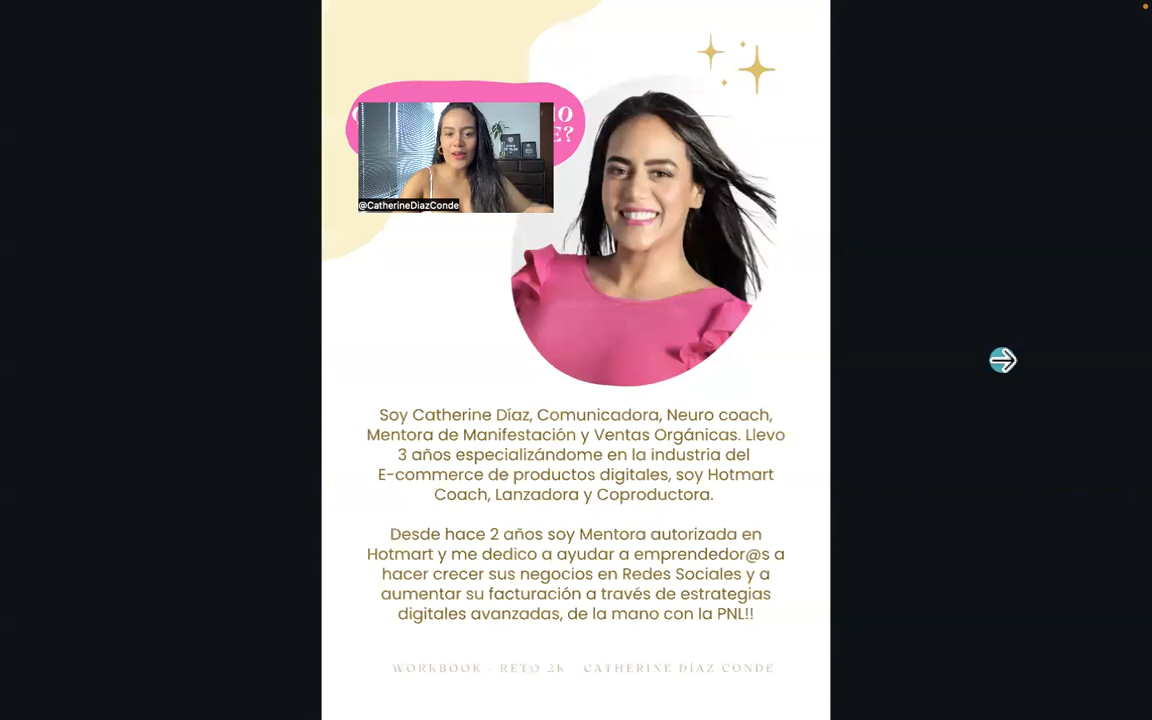 O
E?
@CatherineDiazConde
Soy Catherine Díaz, Comunicadora, Neuro coach,
Mentora de Manifestación y Ventas Orgánicas. Llevo
3 años especializándome en la industria del
E-commerce de productos digitales, soy Hotmart
Coach, Lanzadora y Coproductora.
Desde hace 2 años soy Mentora autorizada en
Hotmart y me dedico a ayudar a emprendedor@s a
hacer crecer sus negocios en Redes Sociales y a
aumentar su facturación a través de estrategias
digitales avanzadas, de la mano con la PNL!!
WORKBOOK - RETO 2K CATHERINE DÍAZ CONDE